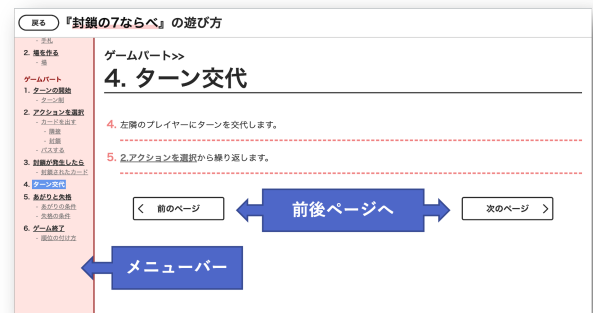 戻る 『封鎖の7ならべ』の遊び方
- 手札
2. 場を作る
- 場
ゲームパート
1. ターンの開始
- ターン制
2. アクションを選択
- カードを出す
- 隣接
- 封鎖
- パスする
3. 封鎖が発生したら
- 封鎖されたカード
4. ターン交代
5. あがりと失格
- あがりの条件
- 失格の条件
6. ゲーム終了
- 順位の付け方
ゲームパート>>
4. ターン交代
4. 左隣のプレイヤーにターンを交代します。
5. 2.アクションを選択から繰り返します。
前のページ
前後ページへ
次のページ
メニューバー